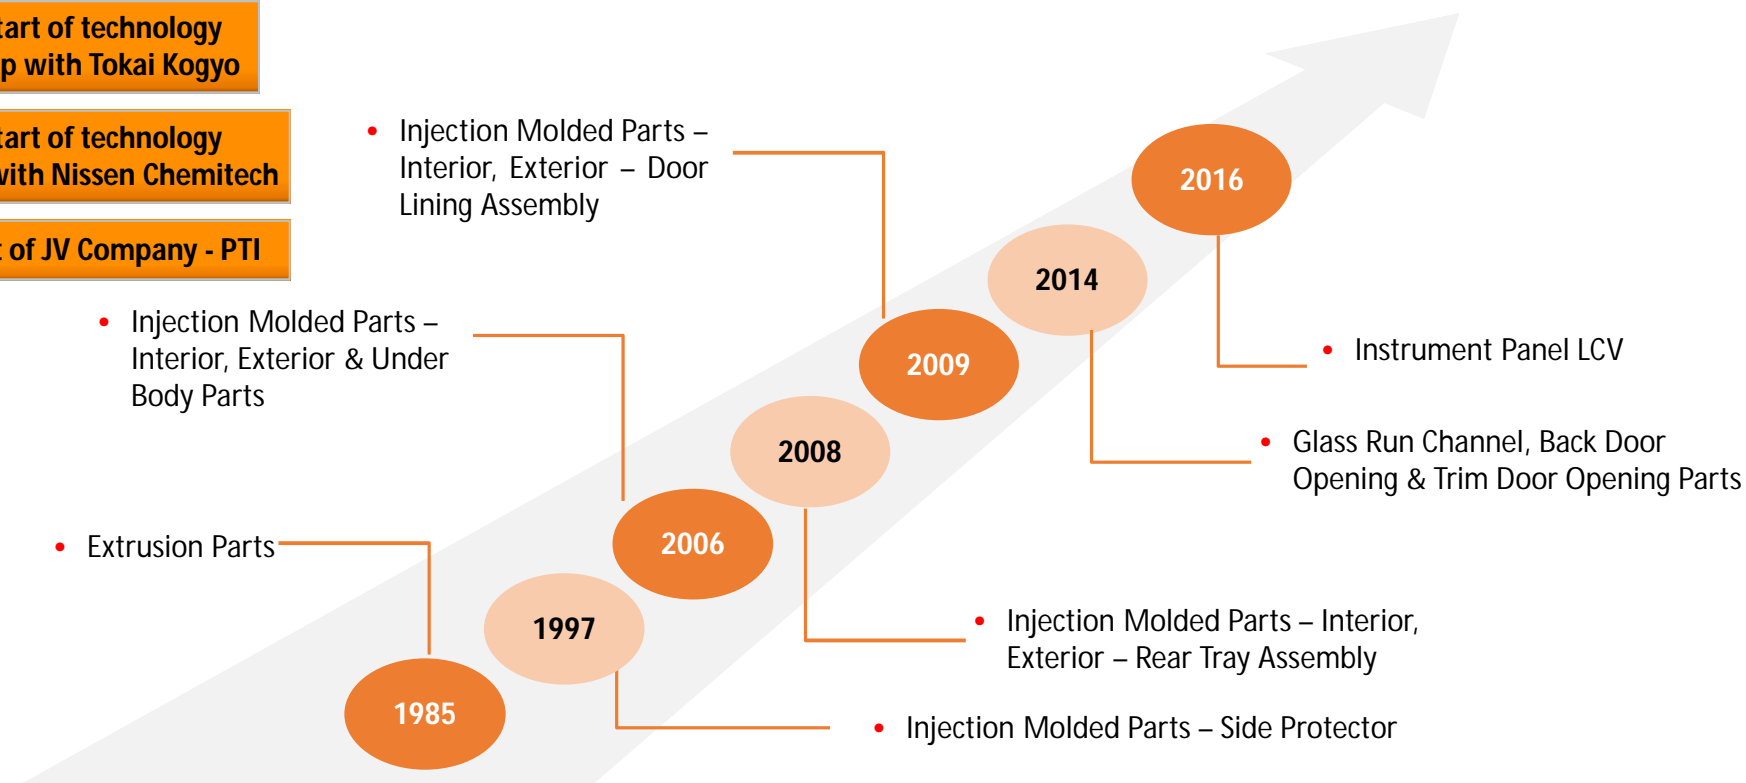 tart of technology
p with Tokai Kogyo
tart of technology
with Nissen Chemitech
t of JV Company - PTI
• Injection Molded Parts –
Interior, Exterior – Door
Lining Assembly
• Injection Molded Parts –
Interior, Exterior & Under
Body Parts
• Extrusion Parts
2016
2014
2009
2008
2006
1997
1985
• Instrument Panel LCV
• Glass Run Channel, Back Door
Opening & Trim Door Opening Parts
• Injection Molded Parts – Interior,
Exterior – Rear Tray Assembly
• Injection Molded Parts – Side Protector